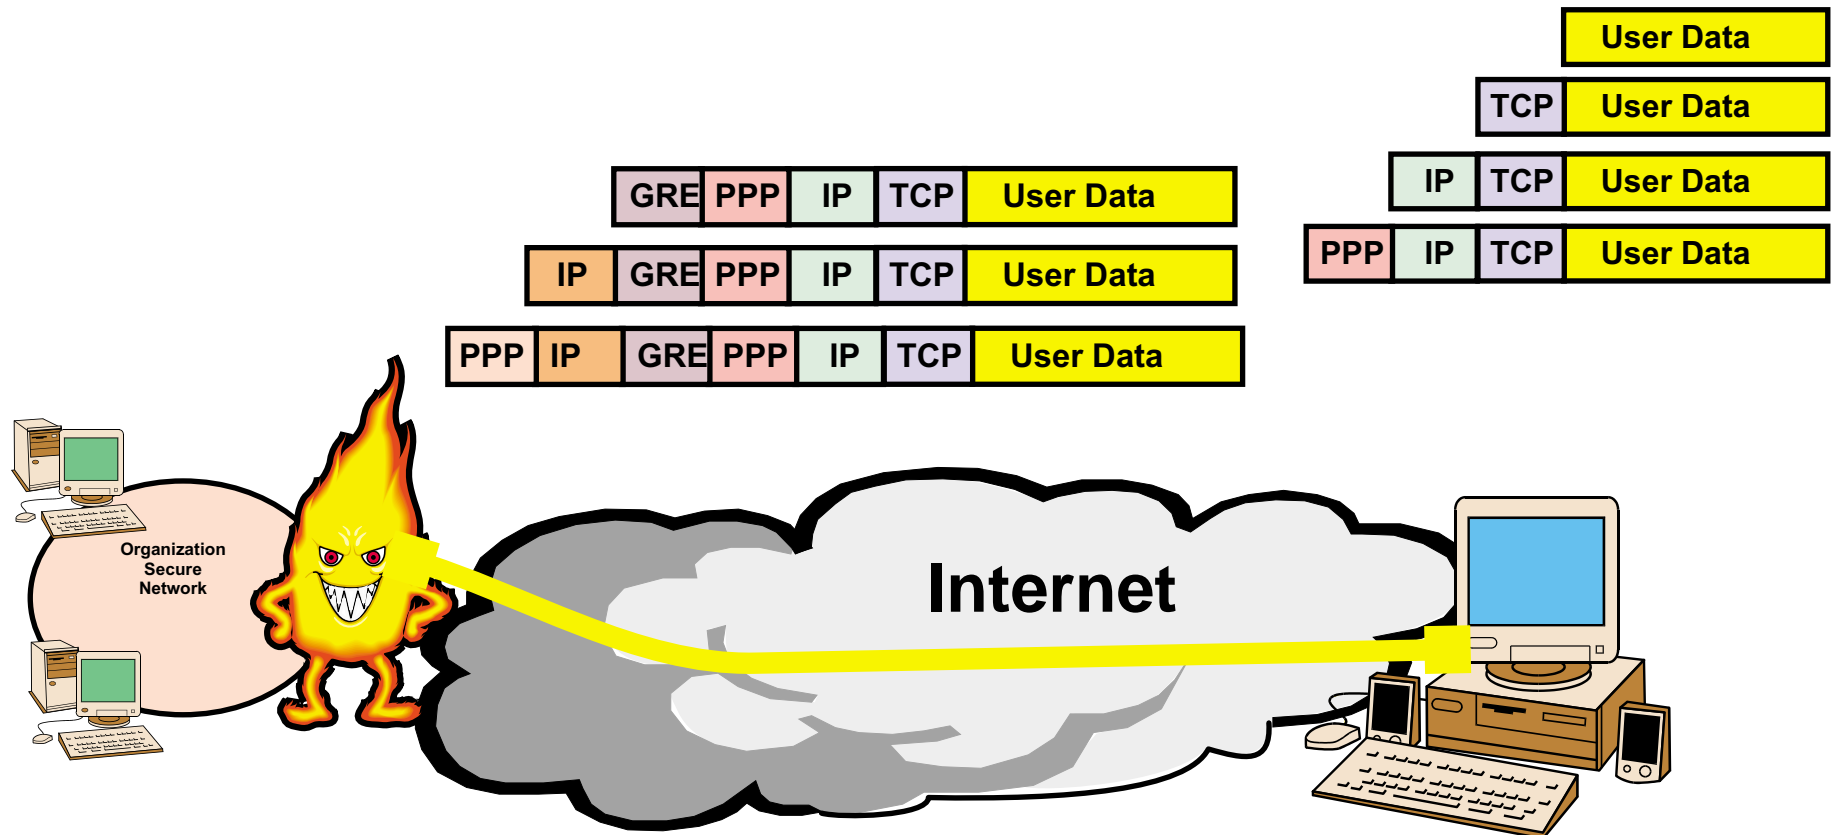 User Data
TCP User Data
IP TCP User Data
PPP IP TCP User Data
GRE PPP IP TCP User Data
IP GRE PPP IP TCP User Data
PPP IP GRE PPP IP TCP User Data
Organization
Secure
Network
Internet